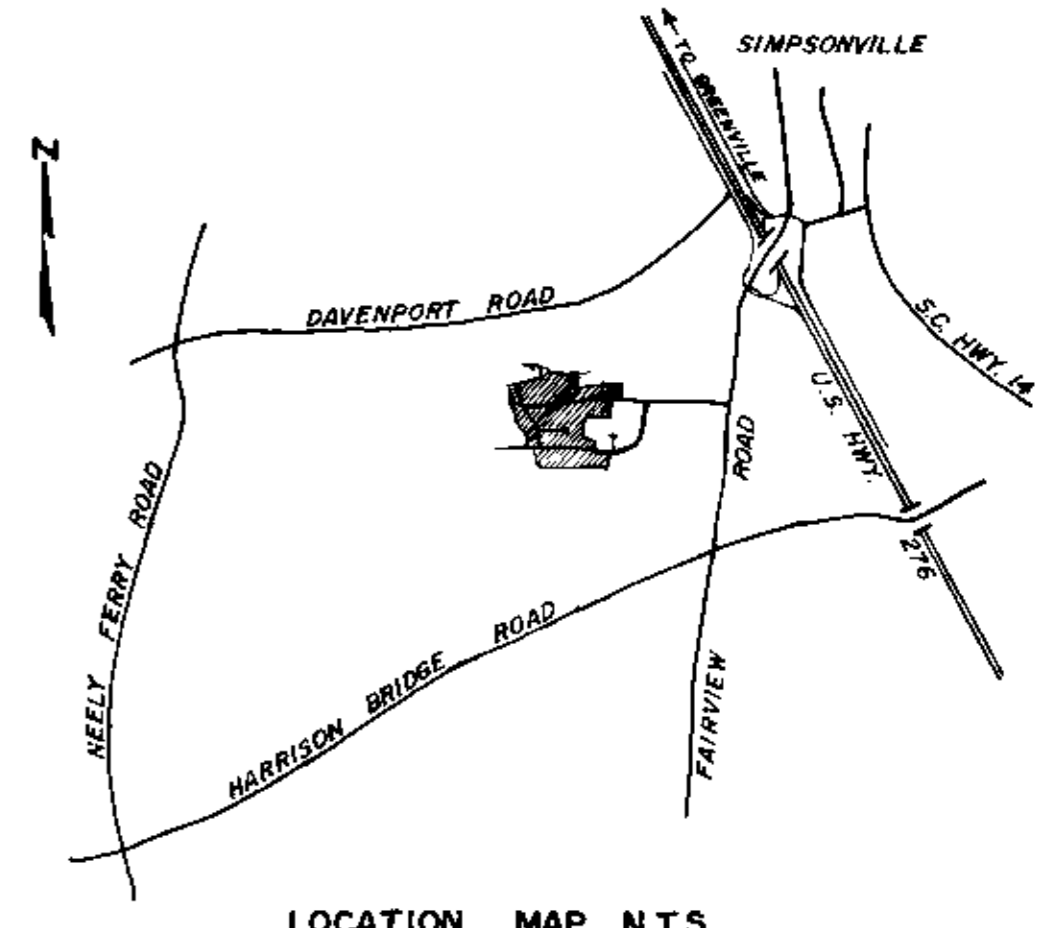 SIMPSONVILLE
TO GREENVILLE
N
DAVENPORT ROAD
S.C. HWY. 14
U.S. HWY.
276
ROAD
FAIRVIEW
NEELY FERRY ROAD
HARRISON BRIDGE ROAD
LOCATION MAP N.T.S.